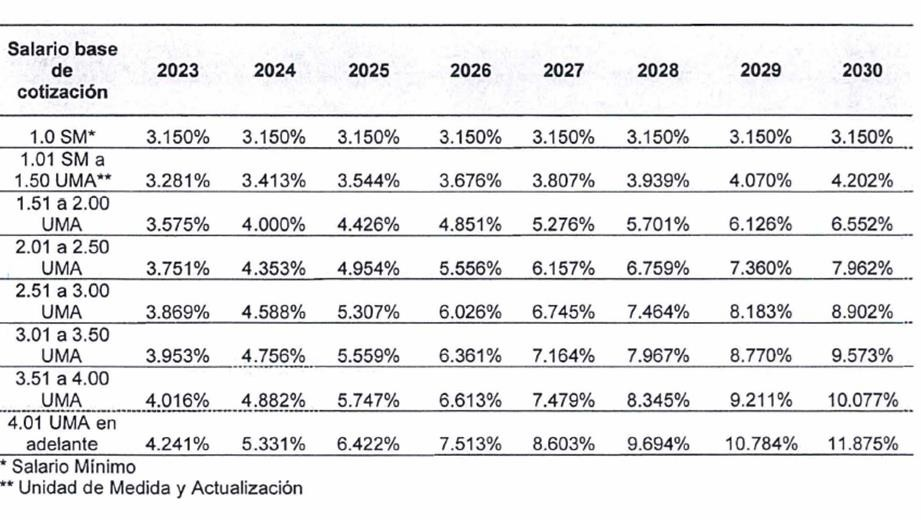 Salario base
de
cotización 2023 2024 2025 2026 2027 2028 2029 2030
1.0 SM* 3.150% 3.150% 3.150% 3.150% 3.150% 3.150% 3.150% 3.150%
1.01 SM a
1.50 UMA** 3.281% 3.413% 3.544% 3.676% 3.807% 3.939% 4.070% 4.202%
1.51 a 2.00
UMA 3.575% 4.000% 4.426% 4.851% 5.276% 5.701% 6.126% 6.552%
2.01 a 2.50
UMA 3.751% 4.353% 4.954% 5.556% 6.157% 6.759% 7.360% 7.962%
2.51 a 3.00
UMA 3.869% 4.588% 5.307% 6.026% 6.745% 7.464% 8.183% 8.902%
3.01 a 3.50
UMA 3.953% 4.756% 5.559% 6.361% 7.164% 7.967% 8.770% 9.573%
3.51 a 4.00
UMA 4.016% 4.882% 5.747% 6.613% 7.479% 8.345% 9.211% 10.077%
4.01 UMA en
adelante 4.241% 5.331% 6.422% 7.513% 8.603% 9.694% 10.784% 11.875%
* Salario Mínimo
** Unidad de Medida y Actualización